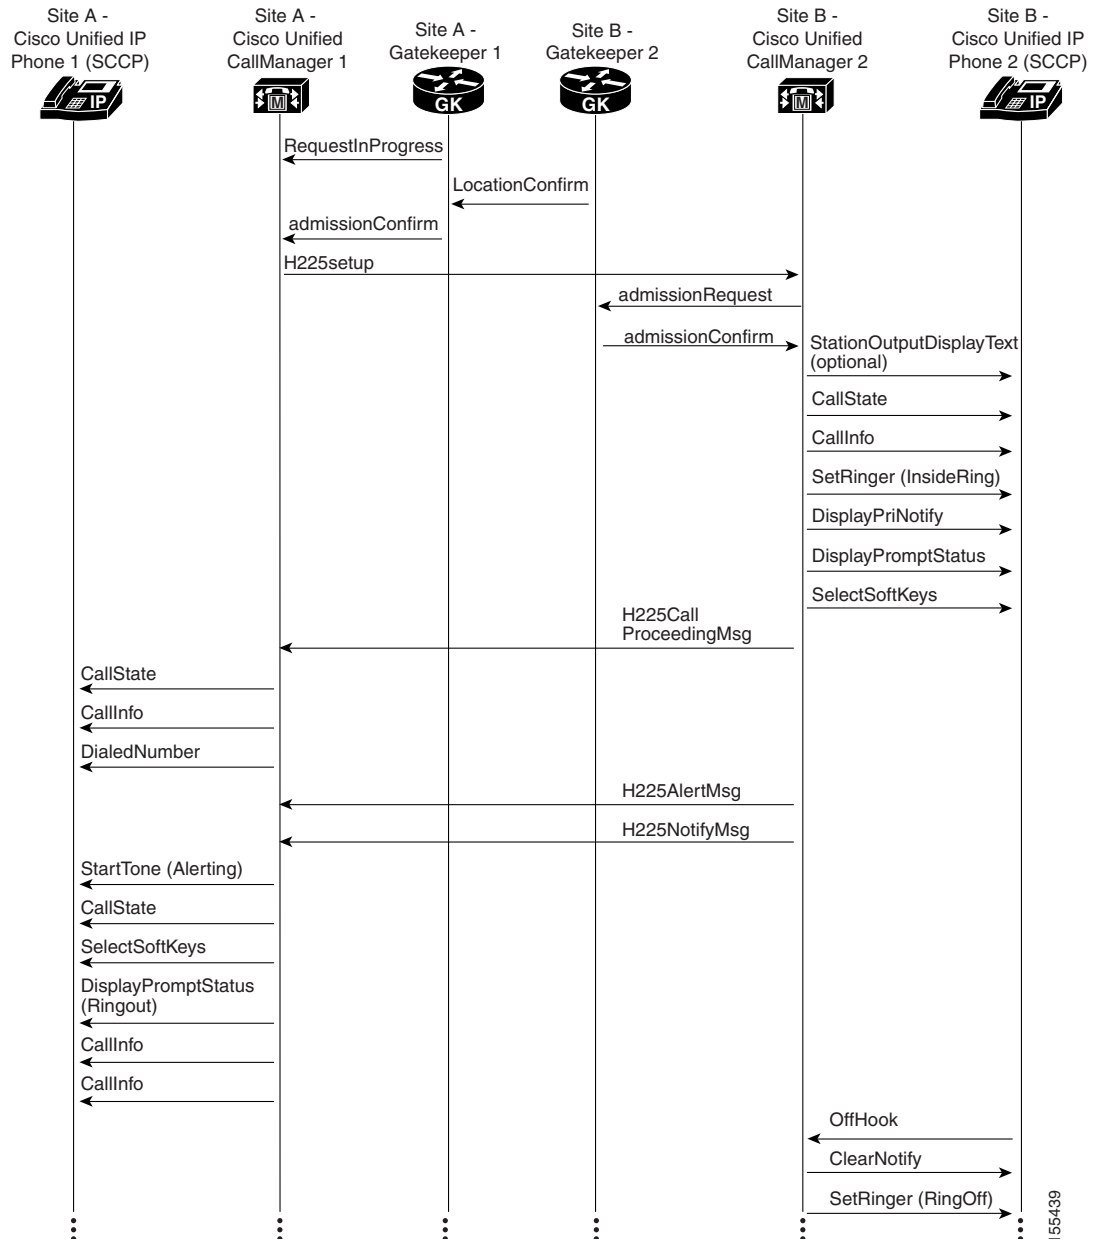 Site A -
Cisco Unified IP
Phone 1 (SCCP)
Site A -
Cisco Unified
CallManager 1
Site A -
Gatekeeper 1
Site B -
Gatekeeper 2
Site B -
Cisco Unified
CallManager 2
Site B -
Cisco Unified IP
Phone 2 (SCCP)
IP
M
GK
GK
M
IP
RequestInProgress
LocationConfirm
admissionConfirm
H225setup
admissionRequest
admissionConfirm
StationOutputDisplayText
(optional)
CallState
CallInfo
SetRinger (InsideRing)
DisplayPriNotify
DisplayPromptStatus
SelectSoftKeys
H225Call
ProceedingMsg
CallState
CallInfo
DialedNumber
H225AlertMsg
H225NotifyMsg
StartTone (Alerting)
CallState
SelectSoftKeys
DisplayPromptStatus
(Ringout)
CallInfo
CallInfo
OffHook
ClearNotify
SetRinger (RingOff)
155439